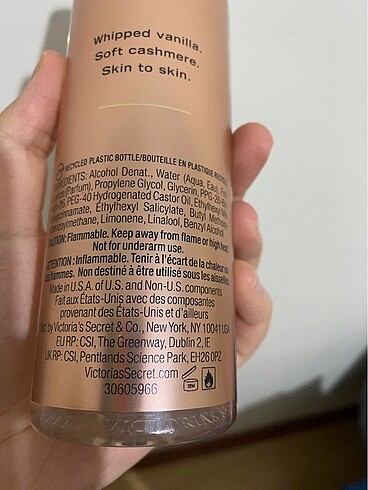 Whipped vanilla.
Soft cashmere.
Skin to skin.
RECYCLED PLASTIC BOTTLE/BOUTEILLE EN PLASTIQUE
INGREDIENTS: Alcohol Denat., Water (Aqua, Eau),
(Parfum), Propylene Glycol, Glycerin,
PEG-40 Hydrogenated Castor Oil,
Ethylhexyl Salicylate, Butyl
Limonene, Linalool, Benzyl Alcohol
CAUTION: Flammable. Keep away from flame or high heat.
Not for underarm use.
ATTENTION: Inflammable. Tenir à l'écart de la chaleur ou
flammes. Non destiné à être utilisé sous les aisselles.
Made in U.S.A. of U.S. and Non-U.S. components
Fait aux États-Unis avec des composantes
provenant des États-Unis et d'ailleurs
by Victoria's Secret & Co., New York, NY 10041 USA
EU RP: CSI, The Greenway, Dublin 2, IE
UK RP: CSI, Pentlands Science Park, EH26 0PZ
VictoriasSecret.com
30605966